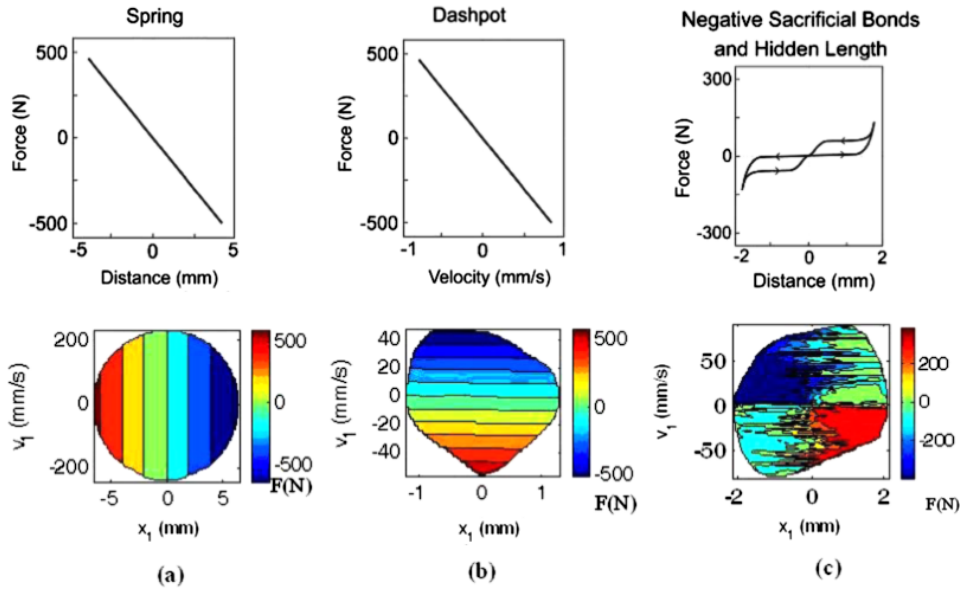 Spring
Force (N)
500
0
-500
-5
0
5
Distance (mm)
Dashpot
Force (N)
500
0
-500
-1
0
1
Velocity (mm/s)
Negative Sacrificial Bonds
and Hidden Length
Force (N)
300
0
-300
-2
0
2
Distance (mm)
v1 (mm/s)
200
0
-200
-5
0
5
x1 (mm)
500
0
-500
F(N)
(a)
v1 (mm/s)
40
20
0
-20
-40
-1
0
1
x1 (mm)
500
0
-500
F(N)
(b)
v1 (mm/s)
50
0
-50
-2
0
2
x1 (mm)
200
0
-200
F(N)
(c)